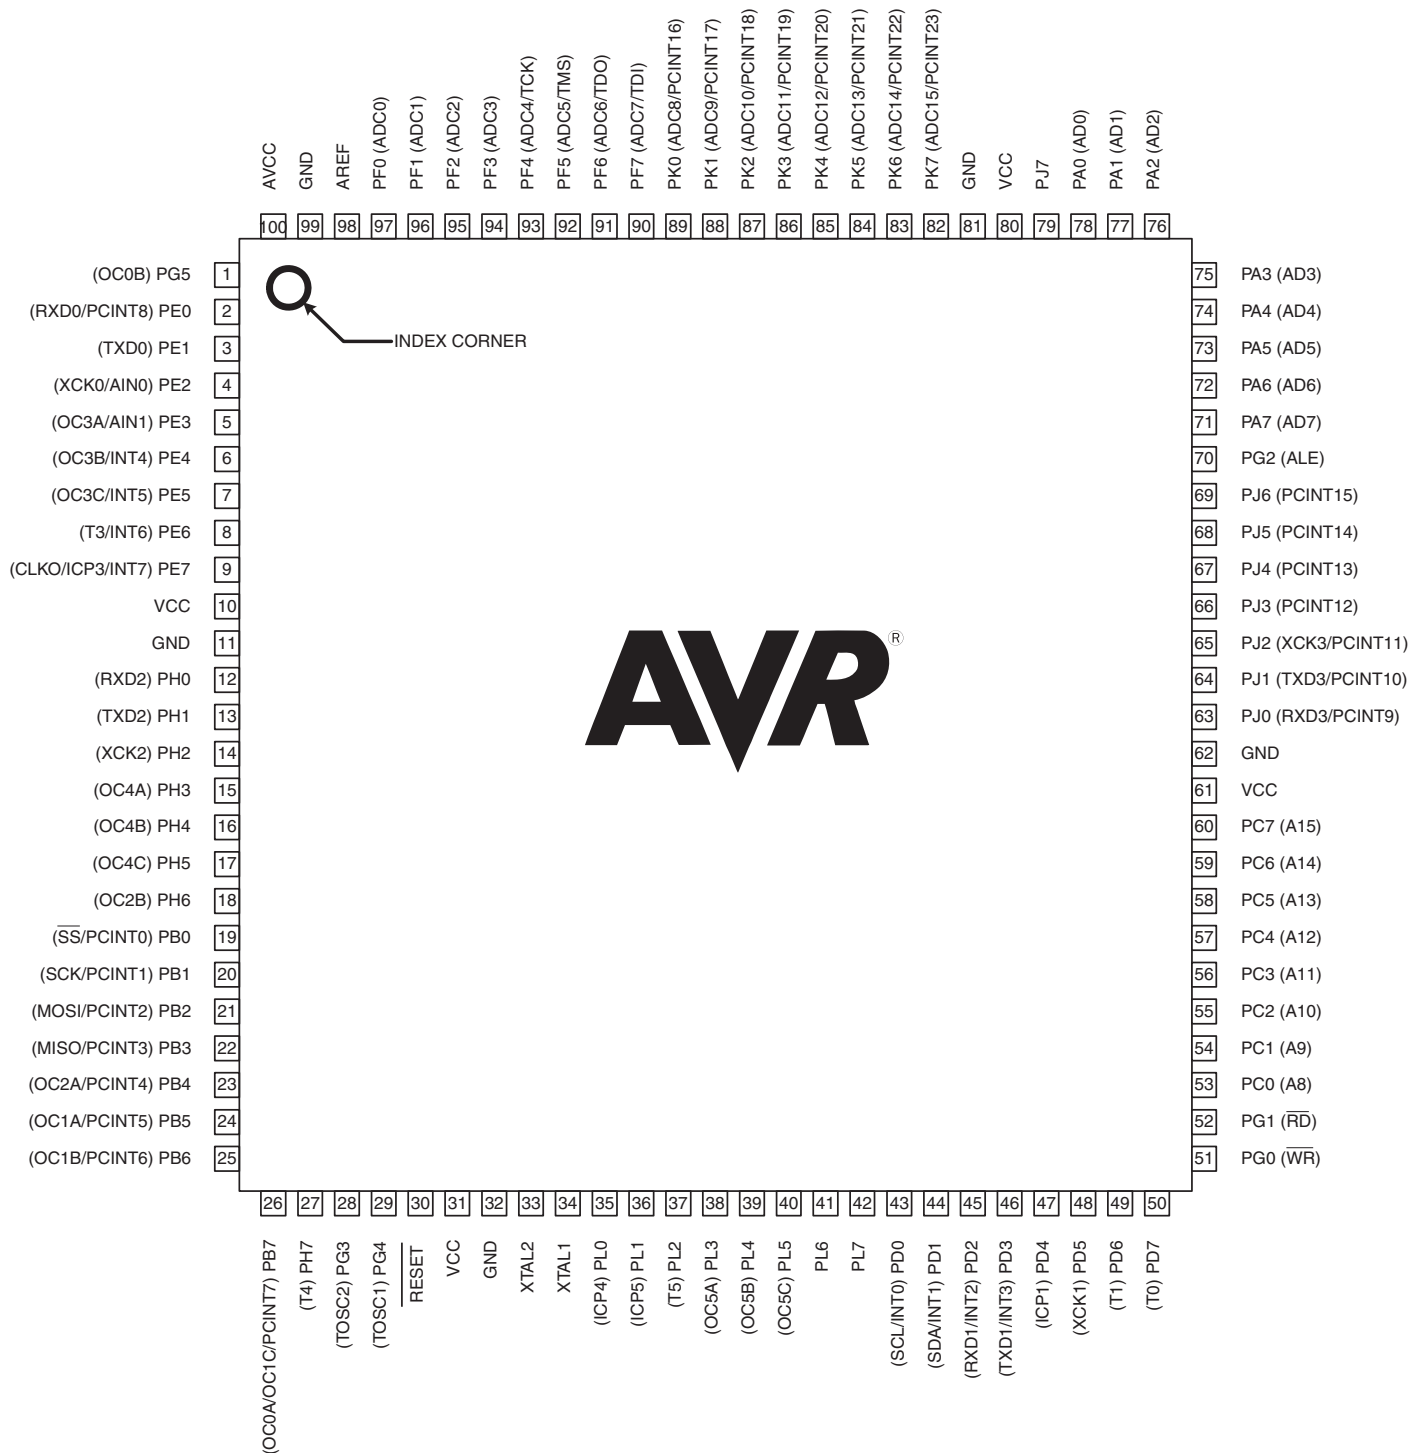 AVCC
GND
AREF
PF0 (ADC0)
PF1 (ADC1)
PF2 (ADC2)
PF3 (ADC3)
PF4 (ADC4/TCK)
PF5 (ADC5/TMS)
PF6 (ADC6/TDO)
PF7 (ADC7/TDI)
PK0 (ADC8/PCINT16)
PK1 (ADC9/PCINT17)
PK2 (ADC10/PCINT18)
PK3 (ADC11/PCINT19)
PK4 (ADC12/PCINT20)
PK5 (ADC13/PCINT21)
PK6 (ADC14/PCINT22)
PK7 (ADC15/PCINT23)
GND
VCC
PJ7
PA0 (AD0)
PA1 (AD1)
PA2 (AD2)
100 99 98 97 96 95 94 93 92 91 90 89 88 87 86 85 84 83 82 81 80 79 78 77 76
(OC0B) PG5 1
(RXD0/PCINT8) PE0 2
(TXD0) PE1 3
(XCK0/AIN0) PE2 4
(OC3A/AIN1) PE3 5
(OC3B/INT4) PE4 6
(OC3C/INT5) PE5 7
(T3/INT6) PE6 8
(CLKO/ICP3/INT7) PE7 9
VCC 10
GND 11
(RXD2) PH0 12
(TXD2) PH1 13
(XCK2) PH2 14
(OC4A) PH3 15
(OC4B) PH4 16
(OC4C) PH5 17
(OC2B) PH6 18
(SS/PCINT0) PB0 19
(SCK/PCINT1) PB1 20
(MOSI/PCINT2) PB2 21
(MISO/PCINT3) PB3 22
(OC2A/PCINT4) PB4 23
(OC1A/PCINT5) PB5 24
(OC1B/PCINT6) PB6 25
INDEX CORNER
AVR®
75 PA3 (AD3)
74 PA4 (AD4)
73 PA5 (AD5)
72 PA6 (AD6)
71 PA7 (AD7)
70 PG2 (ALE)
69 PJ6 (PCINT15)
68 PJ5 (PCINT14)
67 PJ4 (PCINT13)
66 PJ3 (PCINT12)
65 PJ2 (XCK3/PCINT11)
64 PJ1 (TXD3/PCINT10)
63 PJ0 (RXD3/PCINT9)
62 GND
61 VCC
60 PC7 (A15)
59 PC6 (A14)
58 PC5 (A13)
57 PC4 (A12)
56 PC3 (A11)
55 PC2 (A10)
54 PC1 (A9)
53 PC0 (A8)
52 PG1 (RD)
51 PG0 (WR)
26 27 28 29 30 31 32 33 34 35 36 37 38 39 40 41 42 43 44 45 46 47 48 49 50
(OC0A/OC1C/PCINT7) PB7
(T4) PH7
(TOSC2) PG3
(TOSC1) PG4
RESET
VCC
GND
XTAL2
XTAL1
(ICP4) PL0
(ICP5) PL1
(T5) PL2
(OC5A) PL3
(OC5B) PL4
(OC5C) PL5
PL6
PL7
(SCL/INT0) PD0
(SDA/INT1) PD1
(RXD1/INT2) PD2
(TXD1/INT3) PD3
(ICP1) PD4
(XCK1) PD5
(T1) PD6
(T0) PD7